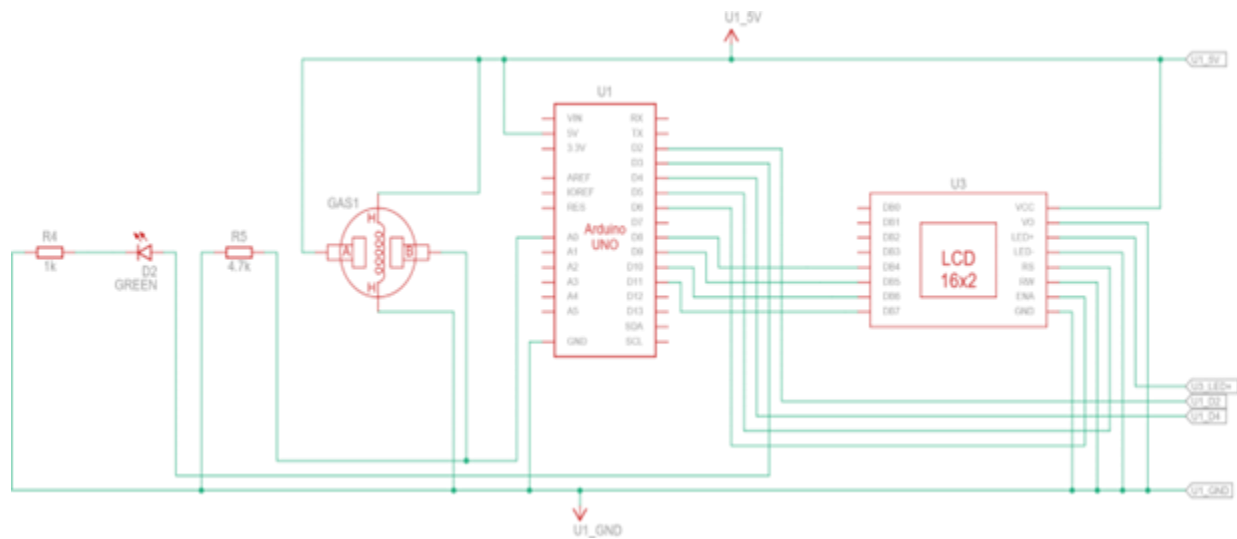 U1_5V
U1_5V
U1
VIN
5V
3.3V
AREF
IOREF
RES
A0
A1
A2
A3
A4
A5
GND
Arduino
UNO
RX
TX
D2
D3
D4
D5
D6
D7
D8
D9
D10
D11
D12
D13
SDA
SCL
U3
DB0
DB1
DB2
DB3
DB4
DB5
DB6
DB7
LCD
16x2
VCC
VO
LED+
LED-
RS
RW
ENA
GND
GAS1
H
A
B
H
R4
1k
D2
GREEN
R5
4.7k
U3_LED+
U1_D2
U1_D4
U1_GND
U1_GND